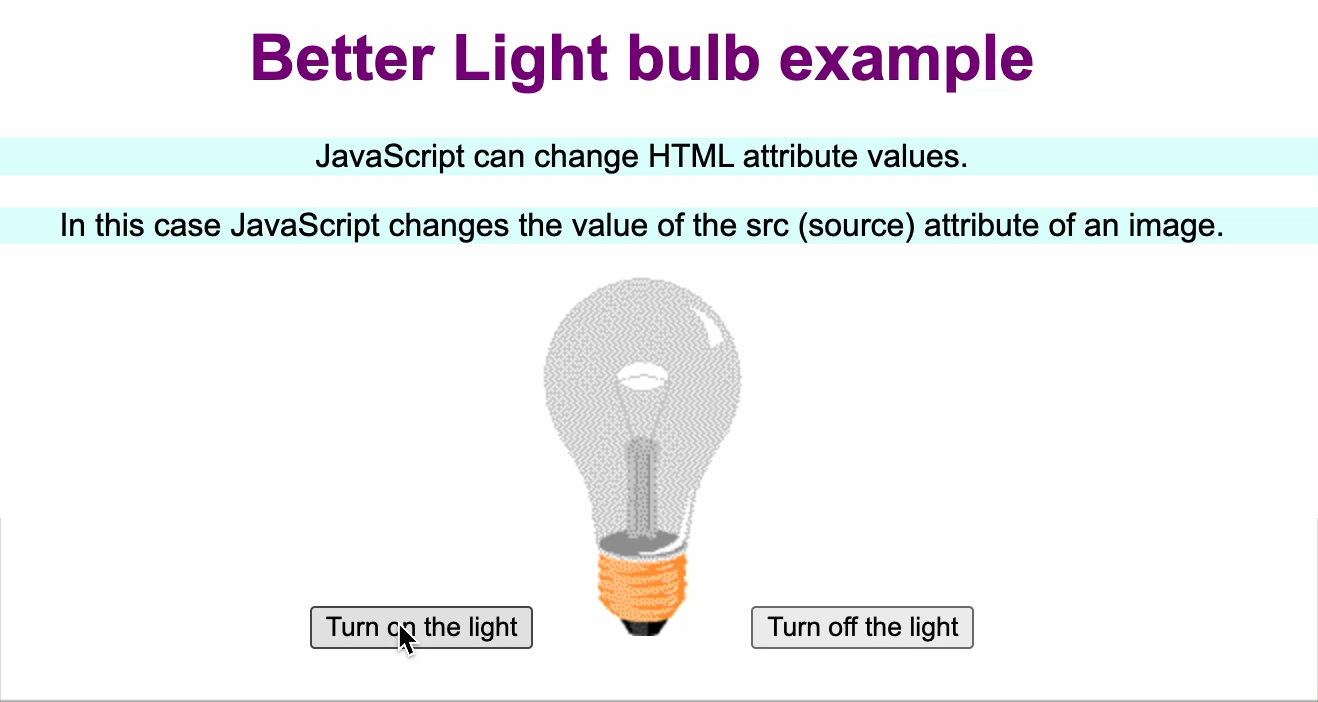 Better Light bulb example
JavaScript can change HTML attribute values.
In this case JavaScript changes the value of the src (source) attribute of an image.
Turn on the light
Turn off the light